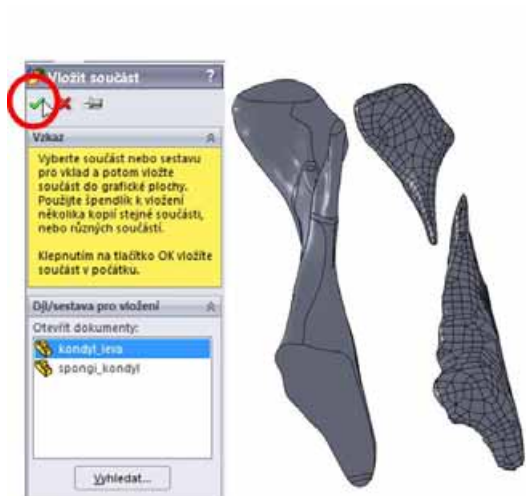 Vložit součást ?
Vzkaz
Vyberte součást nebo sestavu
pro vklad a potom vložte
součást do grafické plochy.
Použijte špendlík k vložení
několika kopií stejné součásti,
nebo různých součástí.
Klepnutím na tlačítko OK vložíte
součást v počátku.
Díl/sestava pro vložení
Otevřít dokumenty:
kondyl_leva
spongi_kondyl
Vyhledat...